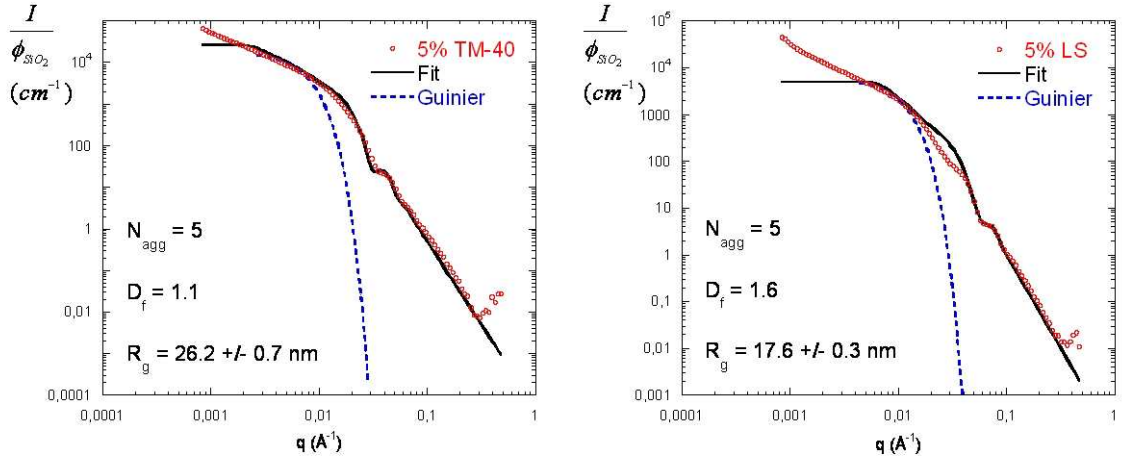 I
ϕSiO2
(cm⁻¹)
10⁴
100
1
0,01
0,0001
5% TM-40
Fit
Guinier
Nagg = 5
Df = 1.1
Rg = 26.2 +/- 0.7 nm
0,0001 0,001 0,01 0,1 1
q (A⁻¹)
I
ϕSiO2
(cm⁻¹)
10⁵
10⁴
1000
100
10
1
0,1
0,01
0,001
5% LS
Fit
Guinier
Nagg = 5
Df = 1.6
Rg = 17.6 +/- 0.3 nm
0,0001 0,001 0,01 0,1 1
q (A⁻¹)